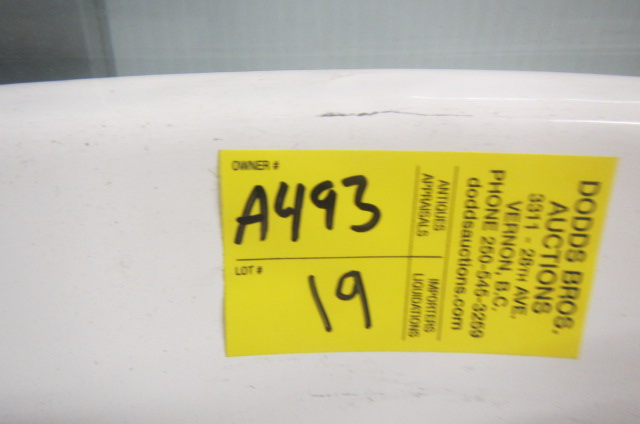 OWNER #
A493
LOT #
19
ANTIQUES
APPRAISALS
IMPORTERS
LIQUIDATIONS
DODDS BROS.
AUCTIONS
3311 - 28TH AVE.
VERNON, B.C.
PHONE 250-545-3259
doddsauctions.com